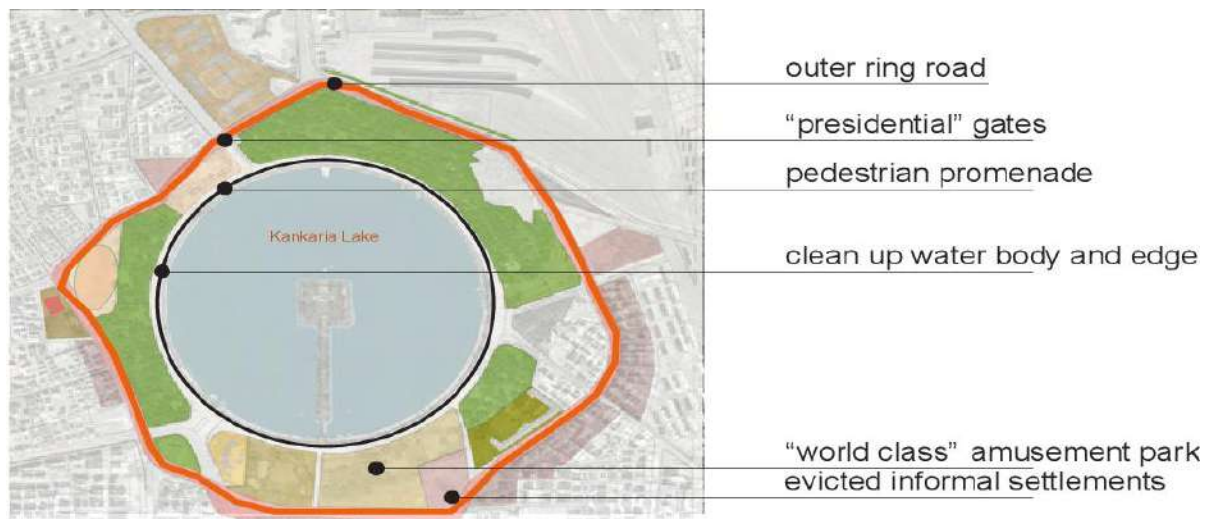 outer ring road
“presidential” gates
pedestrian promenade
Kankaria Lake
clean up water body and edge
“world class” amusement park
evicted informal settlements